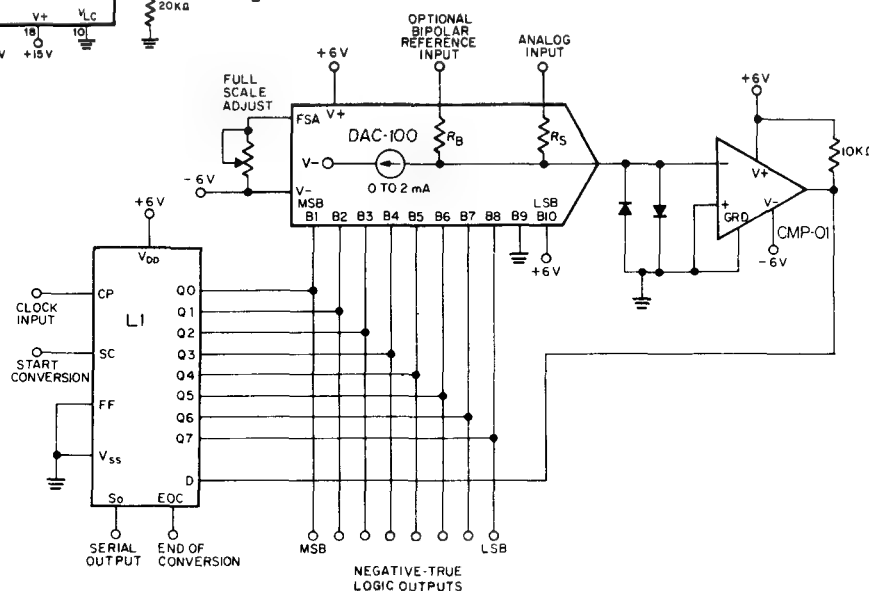 20KΩ
V+
VLC
18
10
V
+15V
OPTIONAL
BIPOLAR
REFERENCE
INPUT
ANALOG
INPUT
+6V
+6V
FULL
SCALE
ADJUST
FSA
V+
DAC-100
RB
RS
10KΩ
V-
0 TO 2 mA
-6V
V-
MSB
LSB
B1 B2 B3 B4 B5 B6 B7 B8 B9 B10
+6V
-
V+
+
GRD
V-
CMP-01
-6V
+6V
VDD
CP
CLOCK
INPUT
L1
SC
START
CONVERSION
FF
VSS
Q0
Q1
Q2
Q3
Q4
Q5
Q6
Q7
D
So
EOC
SERIAL
OUTPUT
END OF
CONVERSION
MSB
LSB
NEGATIVE-TRUE
LOGIC OUTPUTS